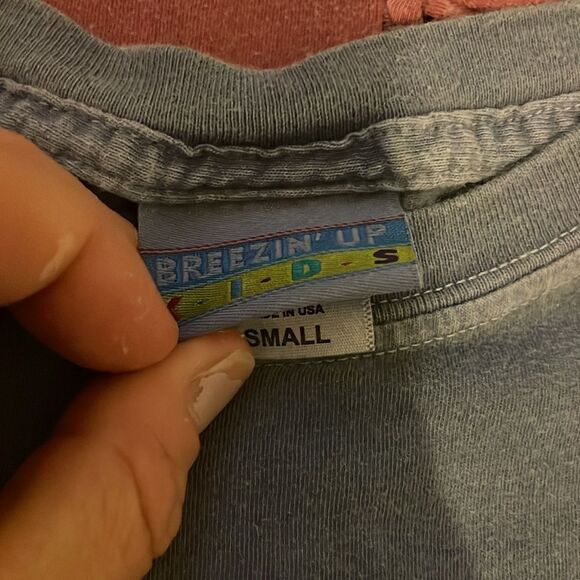 BREEZIN' UP
K·I·D·S
IN USA
SMALL